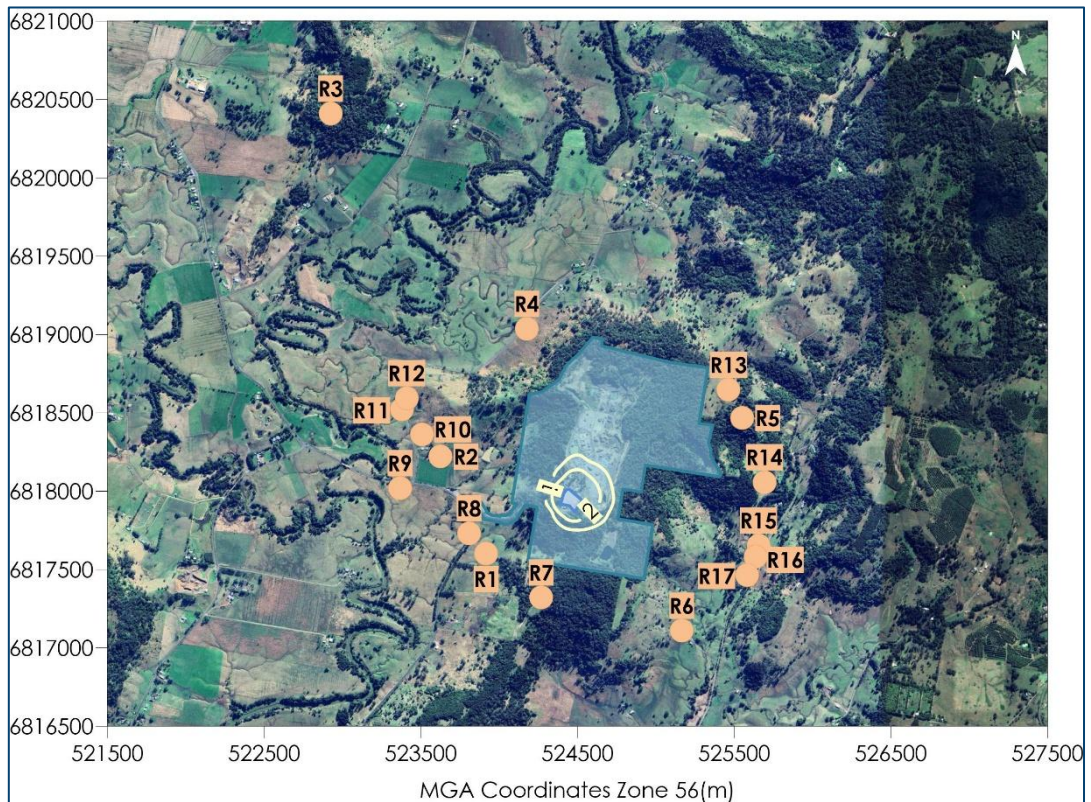 6821000
N
R3
6820500
6820000
6819500
R4
6819000
R13
R12
R11
6818500
R5
R10
R2
R14
R9
6818000
1
2
R8
R15
R16
6817500
R1
R7
R17
R6
6817000
6816500
521500 522500 523500 524500 525500 526500 527500
MGA Coordinates Zone 56(m)